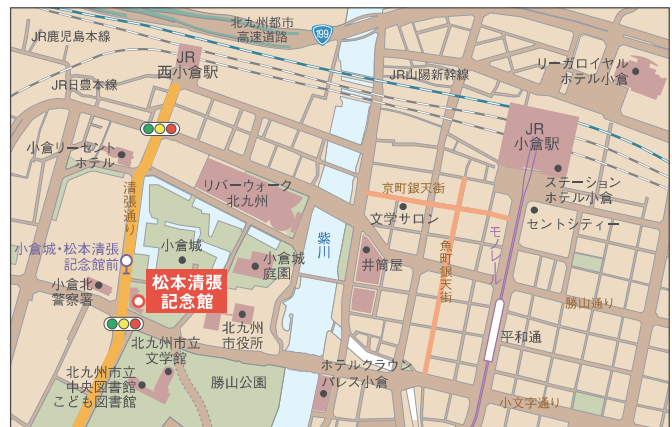 北九州都市
高速道路
199
JR鹿児島本線
JR
西小倉駅
JR日豊本線
JR山陽新幹線
リーガロイヤル
ホテル小倉
JR
小倉駅
小倉リーセント
ホテル
清張通り
リバーウォーク
北九州
京町銀天街
ステーション
ホテル小倉
文学サロン
セントシティー
小倉城・松本清張
記念館前
小倉城
小倉城
庭園
紫川
井筒屋
魚町銀天街
モノレール
小倉北
警察署
松本清張
記念館
勝山通り
北九州
市役所
平和通
北九州市立
文学館
北九州市立
中央図書館
こども図書館
勝山公園
ホテルクラウン
パレス小倉
小文字通り